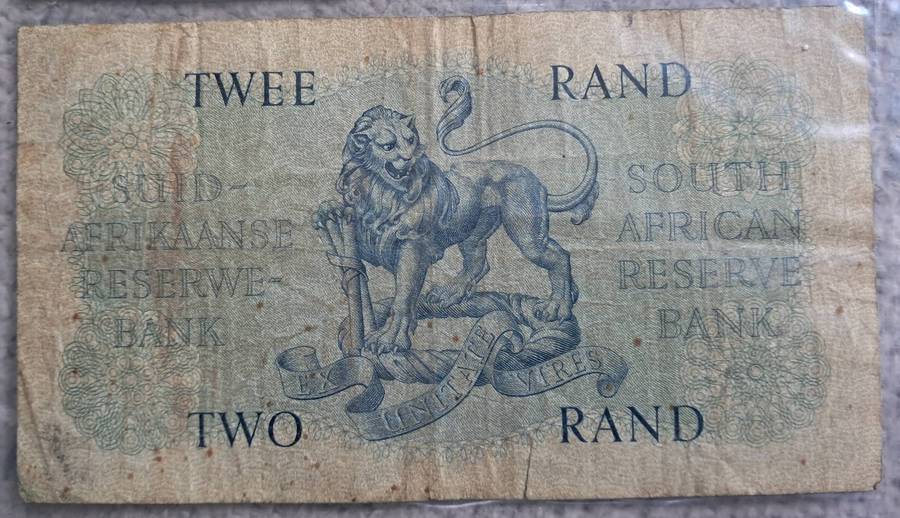 TWEE RAND
SUID-
AFRIKAANSE
RESERWE-
BANK
SOUTH
AFRICAN
RESERVE
BANK
EX UNITATE VIRES
TWO RAND